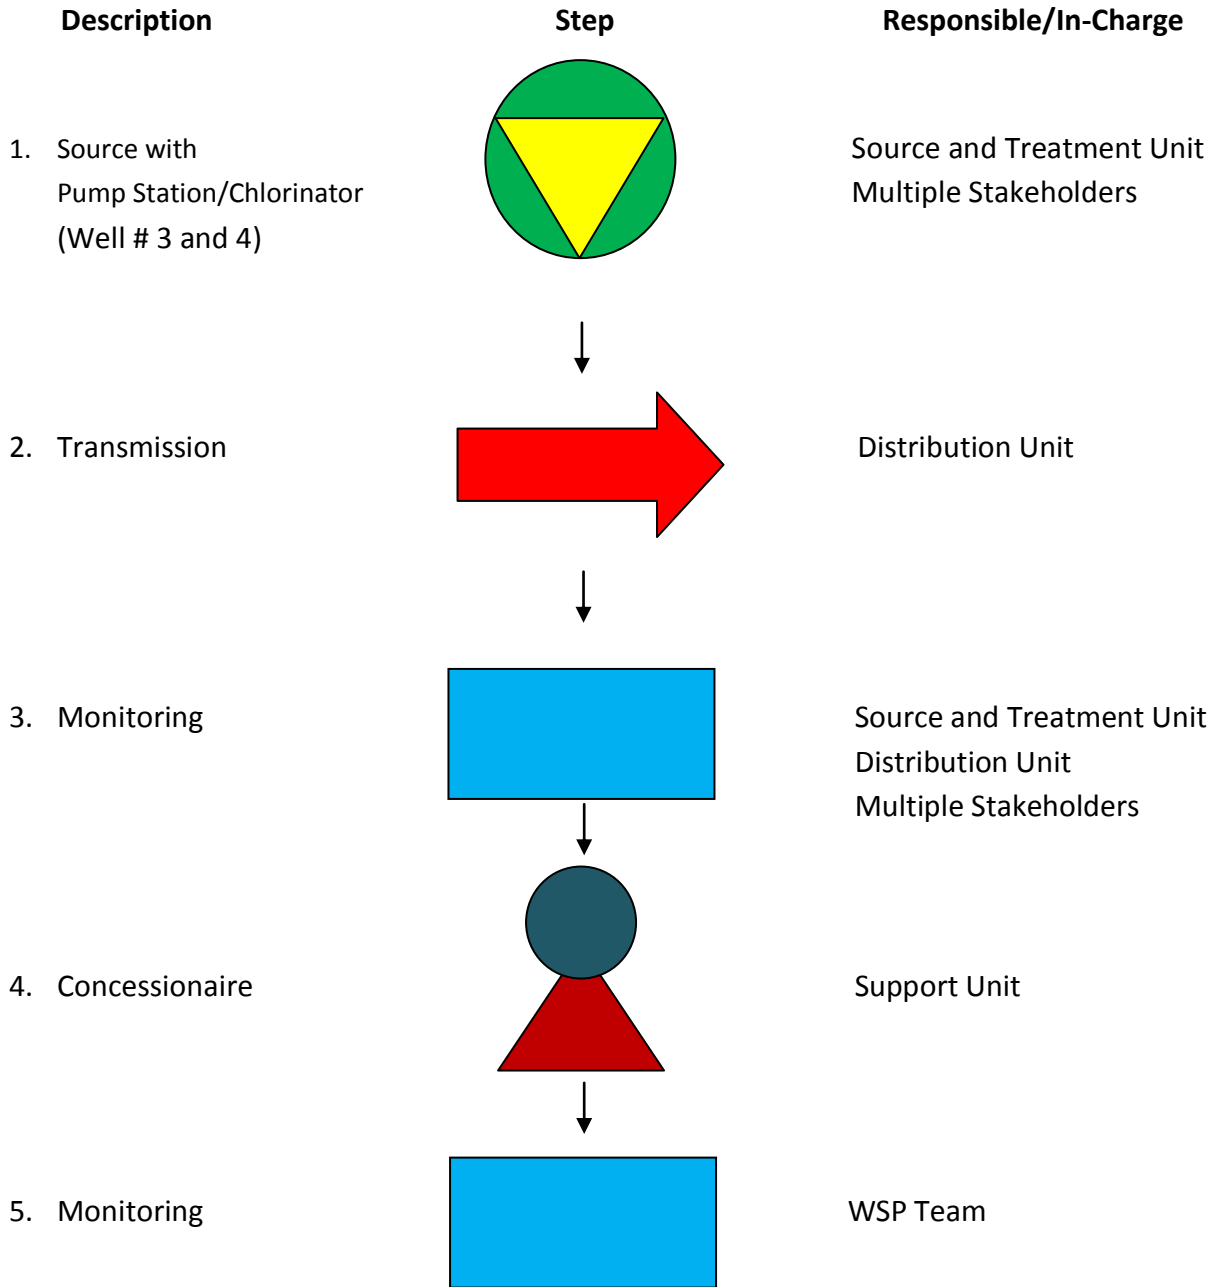 Description Step Responsible/In-Charge
1. Source with Source and Treatment Unit
Pump Station/Chlorinator Multiple Stakeholders
(Well # 3 and 4)
2. Transmission Distribution Unit
3. Monitoring Source and Treatment Unit
Distribution Unit
Multiple Stakeholders
4. Concessionaire Support Unit
5. Monitoring WSP Team